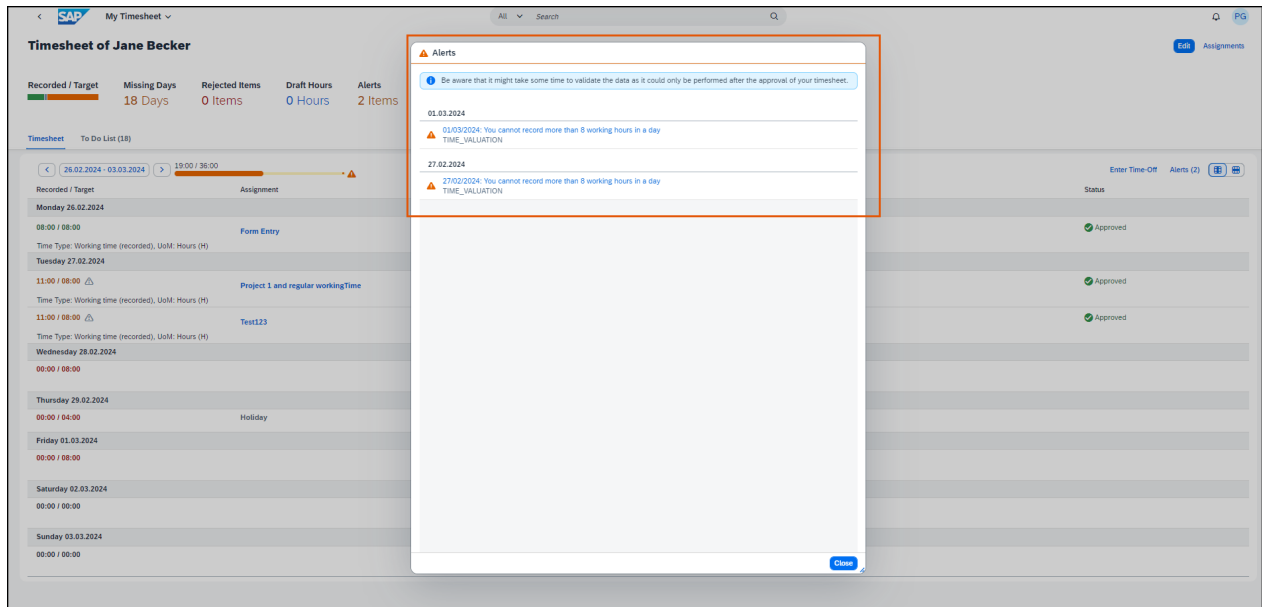 SAP
My Timesheet
All
Search
PG
Timesheet of Jane Becker
Edit
Assignments
Recorded / Target
Missing Days
Rejected Items
Draft Hours
Alerts
18 Days
0 Items
0 Hours
2 Items
Timesheet
To Do List (18)
26.02.2024 - 03.03.2024
19:00 / 36:00
Enter Time-Off
Alerts (2)
Recorded / Target
Assignment
Status
Monday 26.02.2024
08:00 / 08:00
Form Entry
Approved
Time Type: Working time (recorded), UoM: Hours (H)
Tuesday 27.02.2024
11:00 / 08:00
Project 1 and regular workingTime
Approved
Time Type: Working time (recorded), UoM: Hours (H)
11:00 / 08:00
Test123
Approved
Time Type: Working time (recorded), UoM: Hours (H)
Wednesday 28.02.2024
00:00 / 08:00
Thursday 29.02.2024
00:00 / 04:00
Holiday
Friday 01.03.2024
00:00 / 08:00
Saturday 02.03.2024
00:00 / 00:00
Sunday 03.03.2024
00:00 / 00:00
Alerts
Be aware that it might take some time to validate the data as it could only be performed after the approval of your timesheet.
01.03.2024
01/03/2024: You cannot record more than 8 working hours in a day
TIME_VALUATION
27.02.2024
27/02/2024: You cannot record more than 8 working hours in a day
TIME_VALUATION
Close